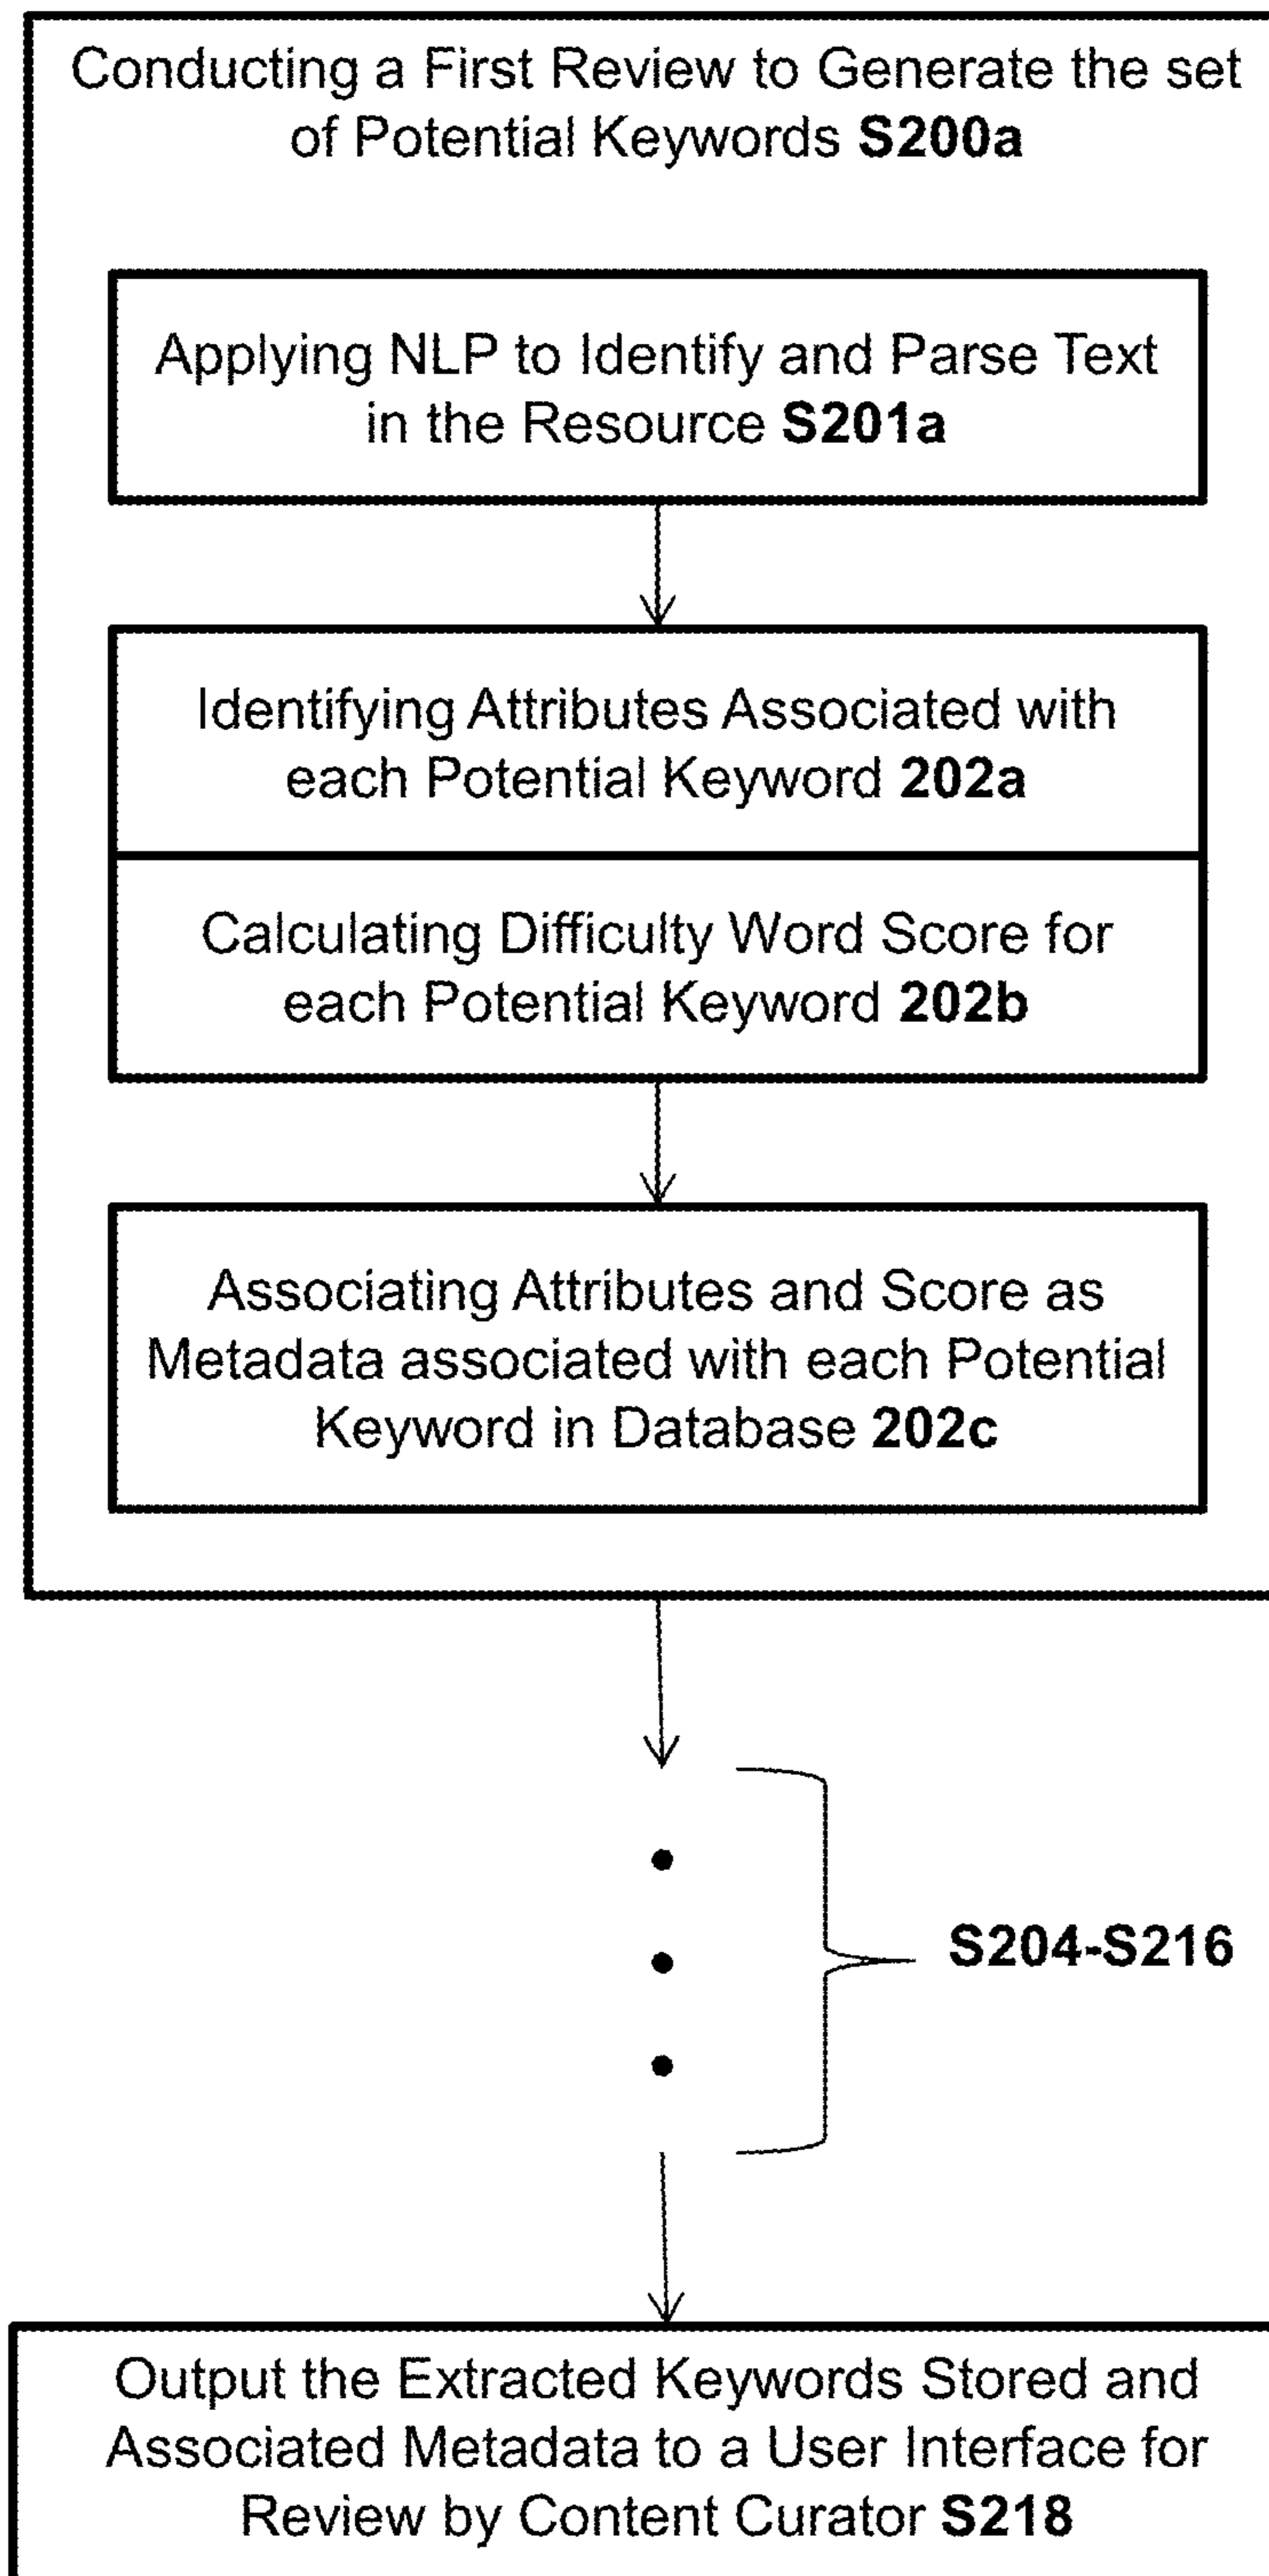 Conducting a First Review to Generate the set
of Potential Keywords S200a
Applying NLP to Identify and Parse Text
in the Resource S201a
Identifying Attributes Associated with
each Potential Keyword 202a
Calculating Difficulty Word Score for
each Potential Keyword 202b
Associating Attributes and Score as
Metadata associated with each Potential
Keyword in Database 202c
S204-S216
Output the Extracted Keywords Stored and
Associated Metadata to a User Interface for
Review by Content Curator S218